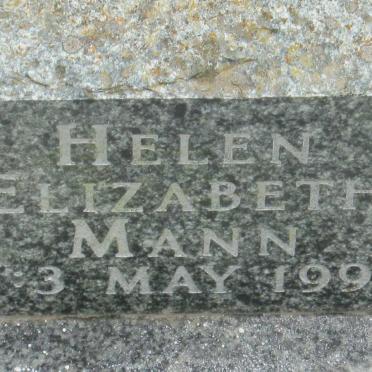 HELEN
ELIZABETH
MANN
3 MAY 199